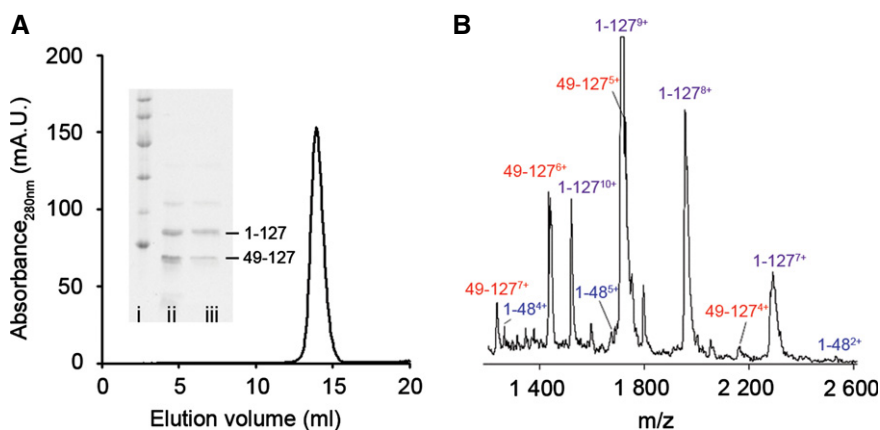 A
B
200
150
100
50
0
Absorbance280nm (mA.U.)
1-127
49-127
i ii iii
0 5 10 15 20
Elution volume (ml)
1-127⁹⁺
49-127⁵⁺
1-127⁸⁺
49-127⁶⁺
1-127¹⁰⁺
1-127⁷⁺
49-127⁷⁺
1-48⁴⁺
1-48⁵⁺
49-127⁴⁺
1-48²⁺
1 400 1 800 2 200 2 600
m/z